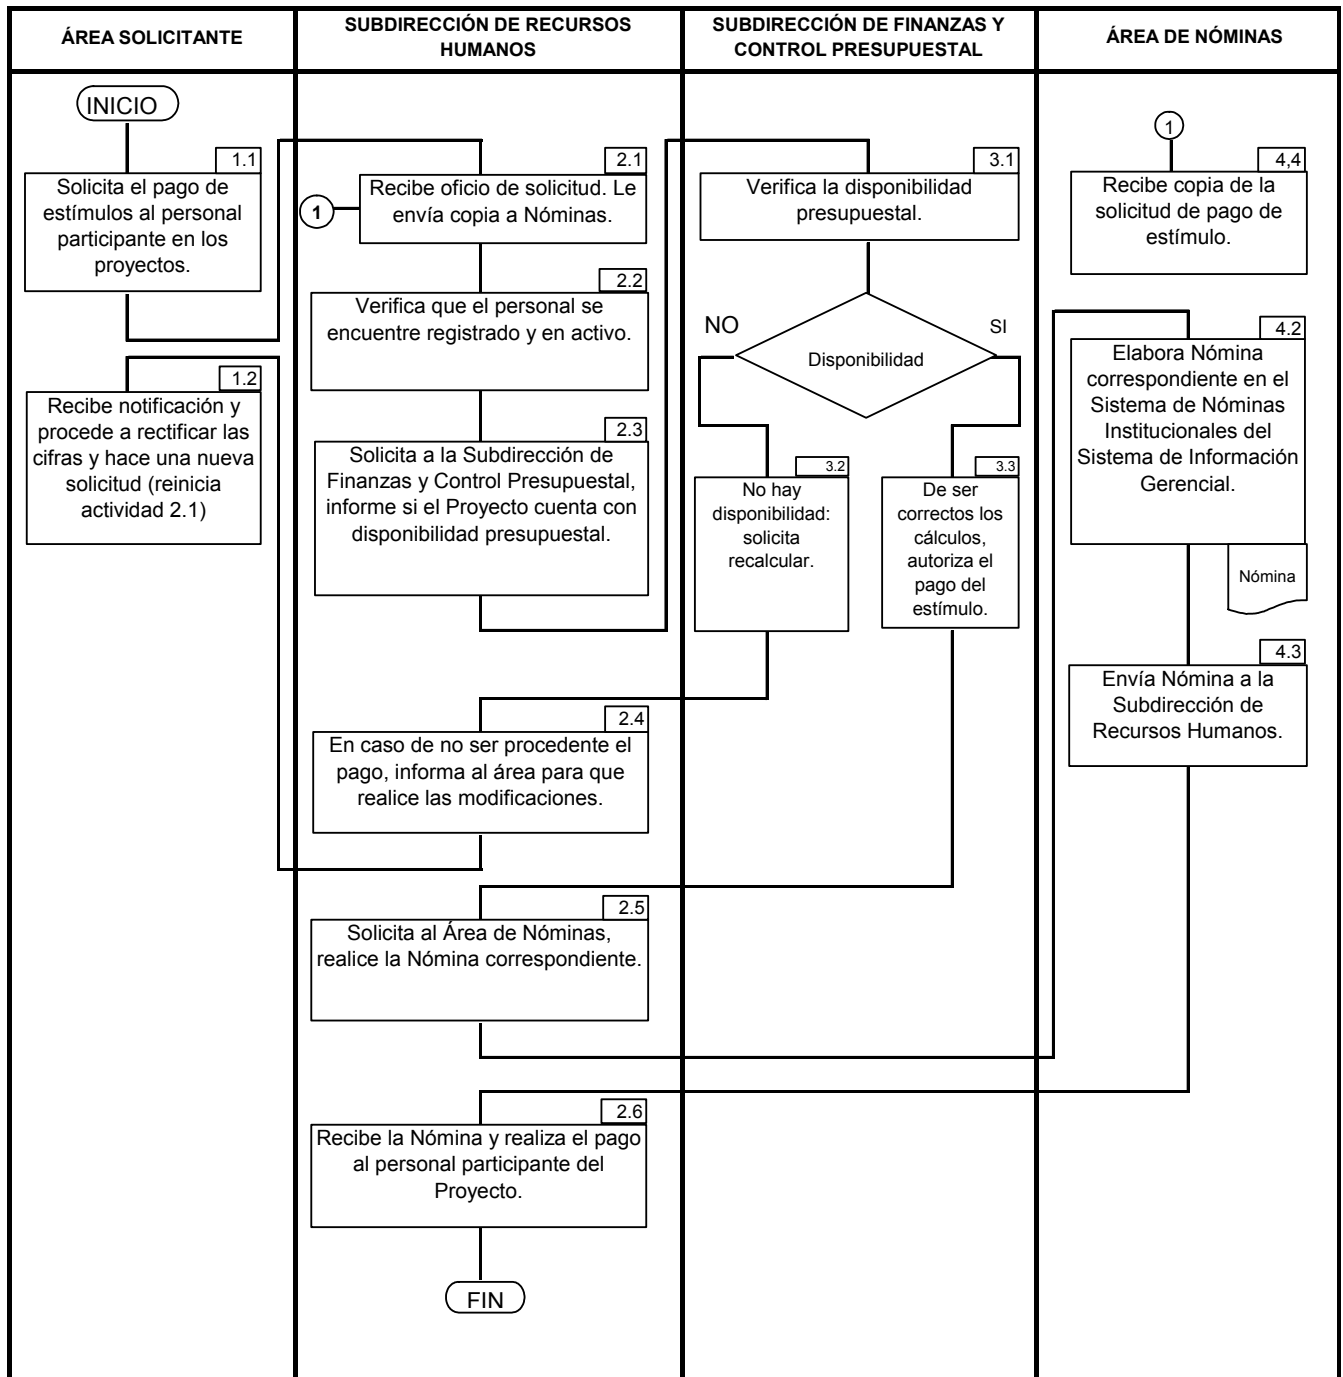 ÁREA SOLICITANTE
SUBDIRECCIÓN DE RECURSOS
HUMANOS
SUBDIRECCIÓN DE FINANZAS Y
CONTROL PRESUPUESTAL
ÁREA DE NÓMINAS
INICIO
1.1
Solicita el pago de
estímulos al personal
participante en los
proyectos.
1.2
Recibe notificación y
procede a rectificar las
cifras y hace una nueva
solicitud (reinicia
actividad 2.1)
2.1
Recibe oficio de solicitud. Le
envía copia a Nóminas.
1
2.2
Verifica que el personal se
encuentre registrado y en activo.
2.3
Solicita a la Subdirección de
Finanzas y Control Presupuestal,
informe si el Proyecto cuenta con
disponibilidad presupuestal.
2.4
En caso de no ser procedente el
pago, informa al área para que
realice las modificaciones.
2.5
Solicita al Área de Nóminas,
realice la Nómina correspondiente.
2.6
Recibe la Nómina y realiza el pago
al personal participante del
Proyecto.
FIN
3.1
Verifica la disponibilidad
presupuestal.
NO
SI
Disponibilidad
3.2
No hay
disponibilidad:
solicita
recalcular.
3.3
De ser
correctos los
cálculos,
autoriza el
pago del
estímulo.
1
4,4
Recibe copia de la
solicitud de pago de
estímulo.
4.2
Elabora Nómina
correspondiente en el
Sistema de Nóminas
Institucionales del
Sistema de Información
Gerencial.
Nómina
4.3
Envía Nómina a la
Subdirección de
Recursos Humanos.